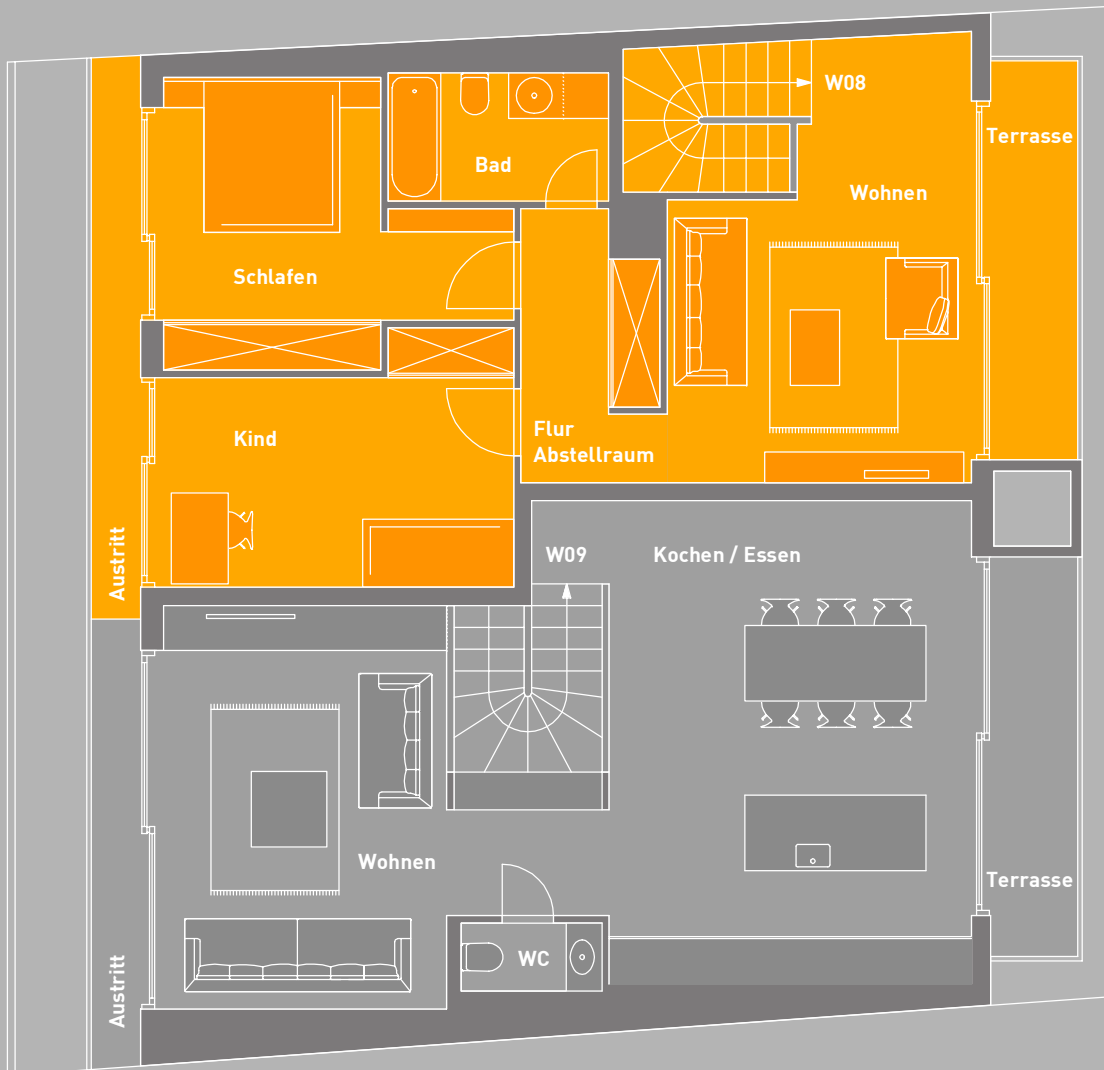 W08
Terrasse
Bad
Wohnen
Schlafen
Kind
Flur
Abstellraum
Austritt
W09
Kochen / Essen
Wohnen
Terrasse
WC
Austritt